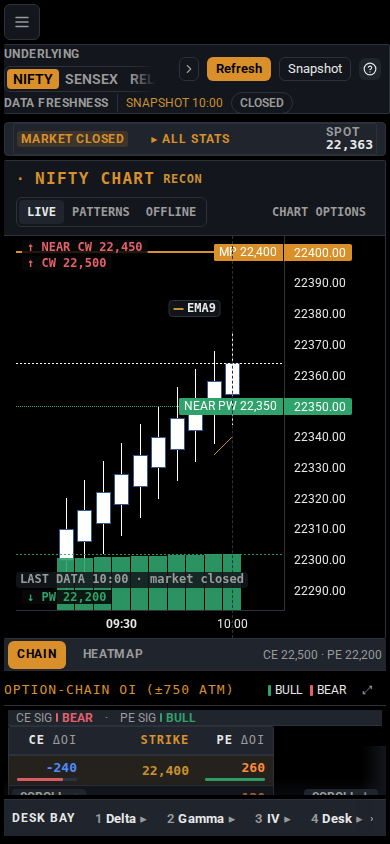 UNDERLYING
NIFTY SENSEX REL
Refresh Snapshot
DATA FRESHNESS SNAPSHOT 10:00 CLOSED
MARKET CLOSED ▸ ALL STATS SPOT
22,363
· NIFTY CHART RECON
LIVE PATTERNS OFFLINE CHART OPTIONS
↑ NEAR CW 22,450
MP 22,400 22400.00
↑ CW 22,500
22390.00
EMA9
22380.00
22370.00
22360.00
NEAR PW 22,350 22350.00
22340.00
22330.00
22320.00
22310.00
22300.00
LAST DATA 10:00 · market closed
22290.00
↓ PW 22,200
09:30 10:00
CHAIN HEATMAP CE 22,500 · PE 22,200
OPTION-CHAIN OI (±750 ATM) BULL BEAR
CE SIG BEAR · PE SIG BULL
CE ΔOI STRIKE PE ΔOI
-240 22,400 260
DESK BAY 1 Delta ▸ 2 Gamma ▸ 3 IV ▸ 4 Desk ▸